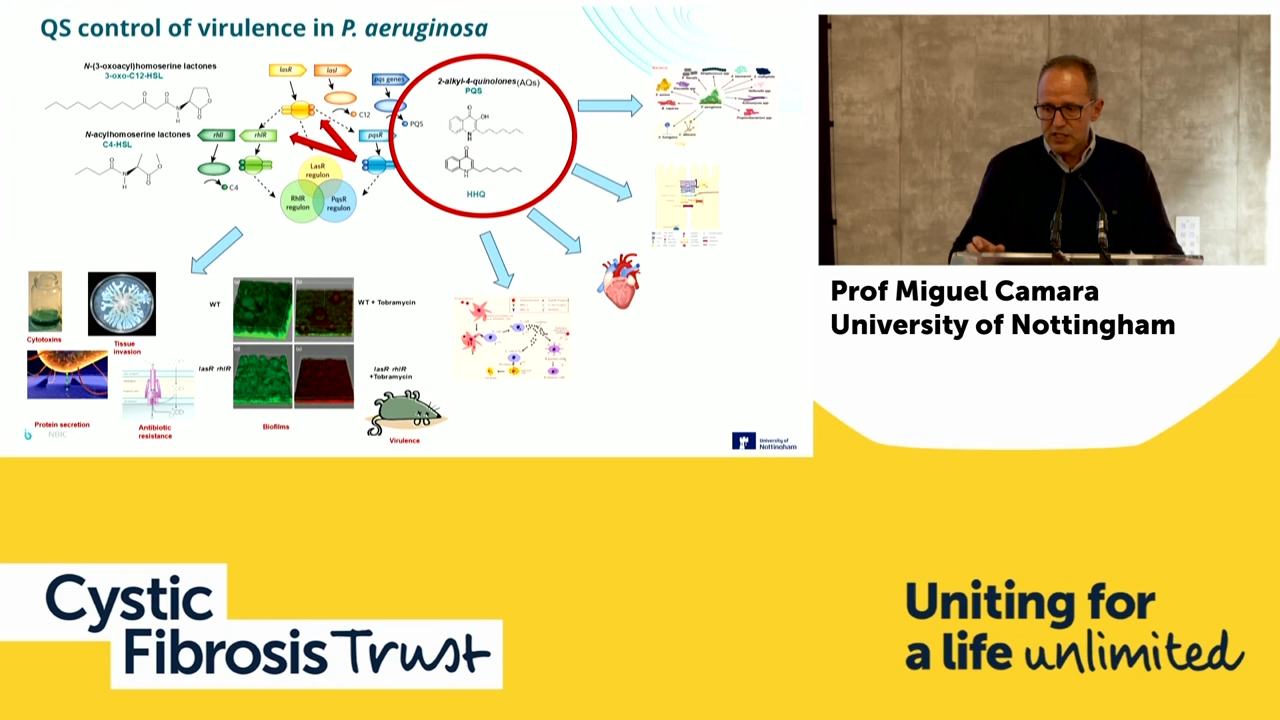 QS control of virulence in P. aeruginosa
N-(3-oxoacyl)homoserine lactones
3-oxo-C12-HSL
N-acylhomoserine lactones
C4-HSL
lasR
lasI
pqs genes
C12
PQS
rhlI
rhlR
pqsR
C4
LasR
regulon
RhlR
regulon
PqsR
regulon
2-alkyl-4-quinolones(AQs)
PQS
HHQ
Cytotoxins
Tissue
invasion
Protein secretion
Antibiotic
resistance
WT
WT + Tobramycin
lasR rhlR
lasR rhlR
+Tobramycin
Biofilms
Virulence
NBIC
University of
Nottingham
Prof Miguel Camara
University of Nottingham
Cystic
Fibrosis Trust
Uniting for
a life unlimited